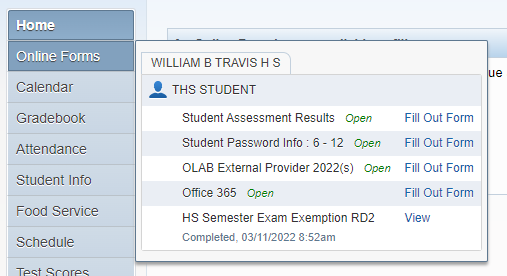 Home
Online Forms
Calendar
Gradebook
Attendance
Student Info
Food Service
Schedule
Test Scores
WILLIAM B TRAVIS H S
THS STUDENT
Student Assessment Results Open Fill Out Form
Student Password Info : 6 - 12 Open Fill Out Form
OLAB External Provider 2022(s) Open Fill Out Form
Office 365 Open Fill Out Form
HS Semester Exam Exemption RD2 View
Completed, 03/11/2022 8:52am
ue